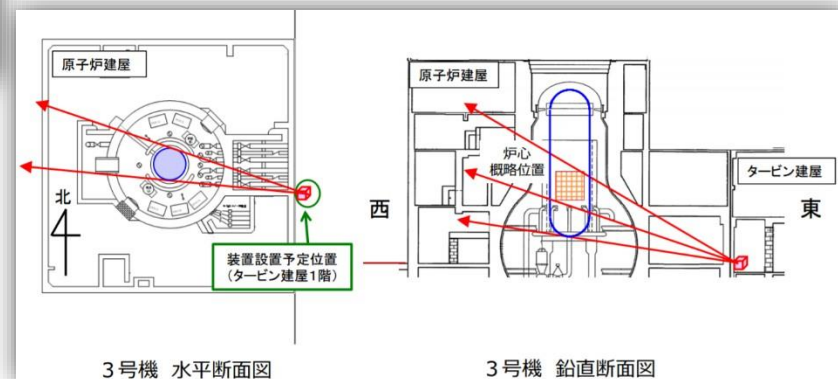 原子炉建屋
北
装置設置予定位置
(タービン建屋1階)
3号機 水平断面図
原子炉建屋
炉心
概略位置
タービン建屋
西
東
3号機 鉛直断面図